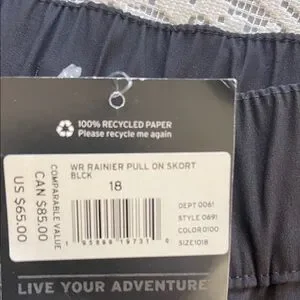 100% RECYCLED PAPER
Please recycle me again
WR RAINIER PULL ON SKORT
BLCK
18
DEPT 0061
STYLE 0691
COLOR 0100
SIZE 1018
COMPARABLE VALUE
CAN $85.00
US $65.00
LIVE YOUR ADVENTURE